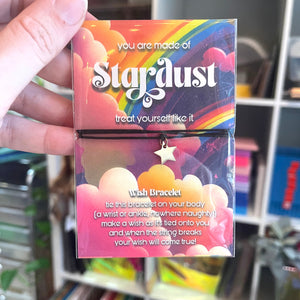 you are made of
Stardust
treat yourself like it
Wish Bracelet
tie this bracelet on your body
(a wrist or ankle, nowhere naughty)
make a wish as it's tied onto you
and when the string breaks
your wish will come true!